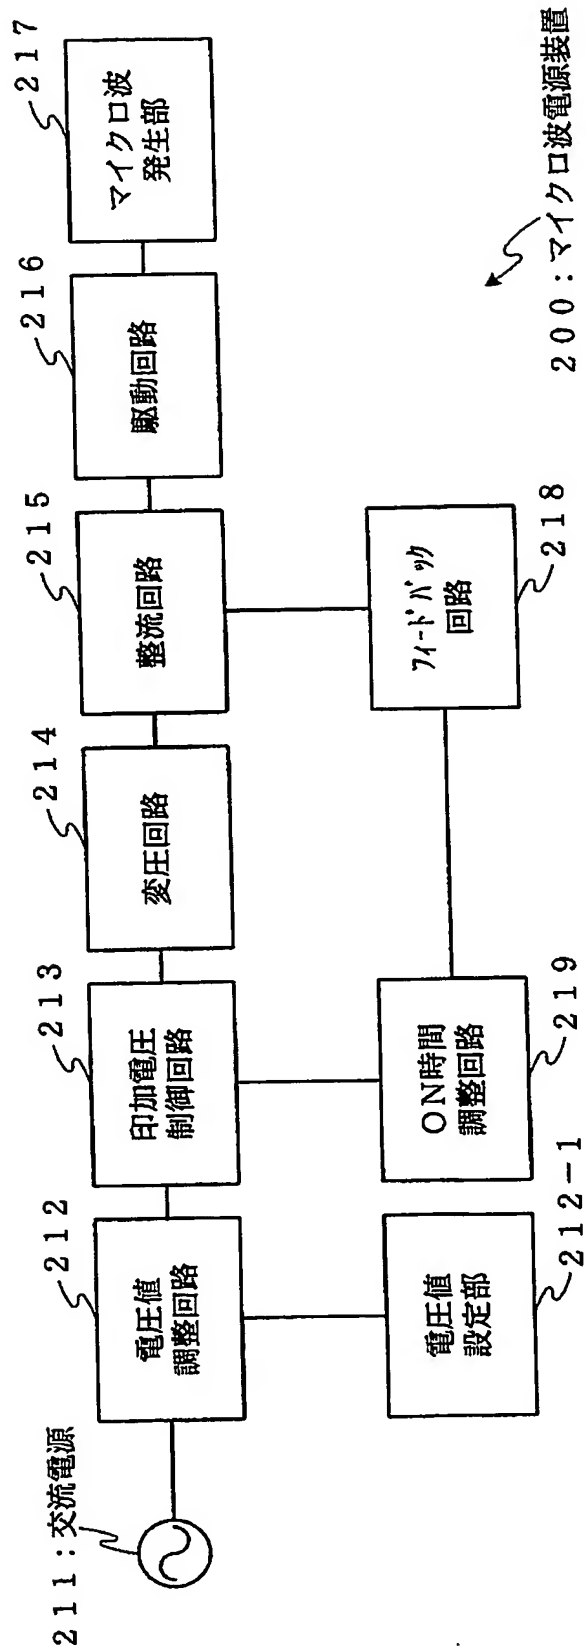 211：交流電源
212
電圧値
調整回路
213
印加電圧
制御回路
214
変圧回路
215
整流回路
216
駆動回路
217
マイクロ波
発生部
電圧値
設定部
212-1
ON時間
調整回路
219
ﾌｨｰﾄﾞﾊﾞｯｸ
回路
218
200：マイクロ波電源装置